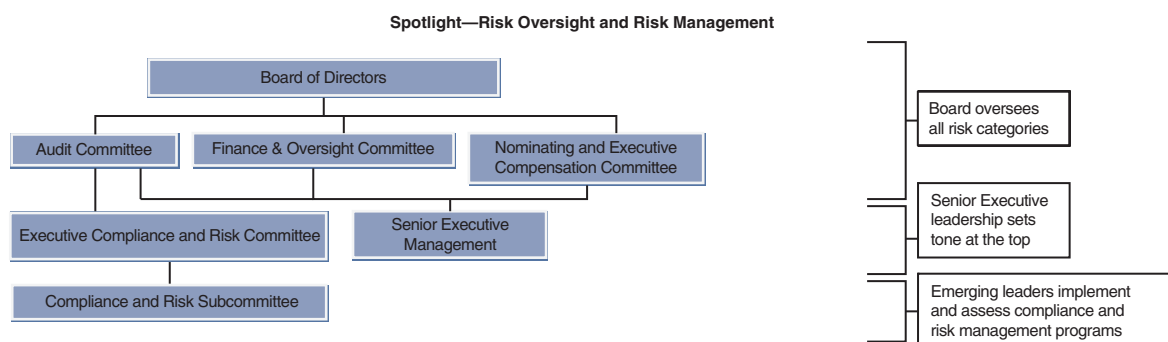 Spotlight—Risk Oversight and Risk Management
Board of Directors
Audit Committee
Finance & Oversight Committee
Nominating and Executive
Compensation Committee
Executive Compliance and Risk Committee
Senior Executive
Management
Compliance and Risk Subcommittee
Board oversees
all risk categories
Senior Executive
leadership sets
tone at the top
Emerging leaders implement
and assess compliance and
risk management programs